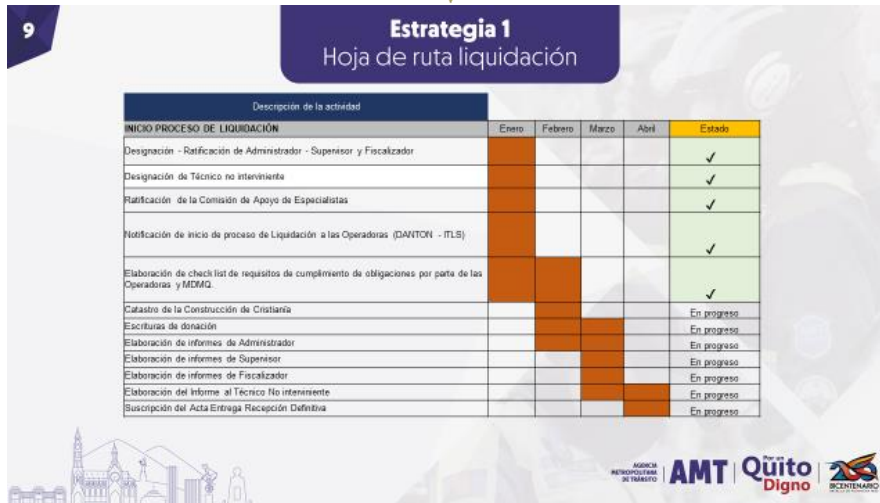 9
Estrategia 1
Hoja de ruta liquidación
Descripción de la actividad
INICIO PROCESO DE LIQUIDACIÓN Enero Febrero Marzo Abril Estado
Designación - Ratificación de Administrador - Supervisor y Fiscalizador ✓
Designación de Técnico no interviniente ✓
Ratificación de la Comisión de Apoyo de Especialistas ✓
Notificación de inicio de proceso de Liquidación a las Operadoras (DANTON - ITLS) ✓
Elaboración de check list de requisitos de cumplimiento de obligaciones por parte de las
Operadoras y MDMQ. ✓
Catastro de la Construcción de Cristianía En progreso
Escrituras de donación En progreso
Elaboración de informes de Administrador En progreso
Elaboración de informes de Supervisor En progreso
Elaboración de informes de Fiscalizador En progreso
Elaboración del Informe al Técnico No interviniente En progreso
Suscripción del Acta Entrega Recepción Definitiva En progreso
AGENCIA
METROPOLITANA
DE TRÁNSITO
AMT
Por un
Quito
Digno
BICENTENARIO